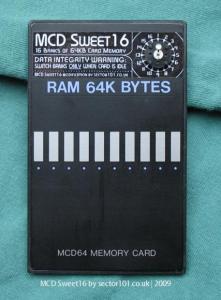 MCD SWEET16
16 BANKS OF 64KB CARD MEMORY
DATA INTEGRITY WARNING:
SWITCH BANKS ONLY WHEN CARD IS IDLE
MCD SWEET16 MODIFICATION BY SECTOR101.CO.UK
RAM 64K BYTES
MCD64 MEMORY CARD
MCD Sweet16 by sector101.co.uk | 2009